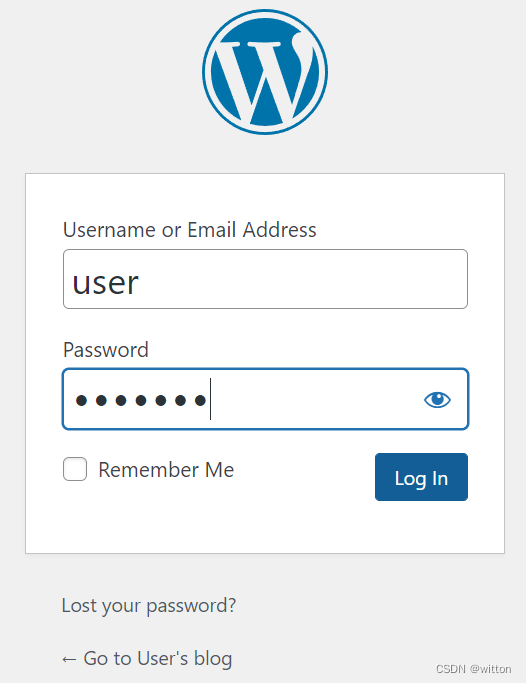 Username or Email Address
user
Password
•••••••
Remember Me
Log In
Lost your password?
← Go to User's blog
CSDN @witton